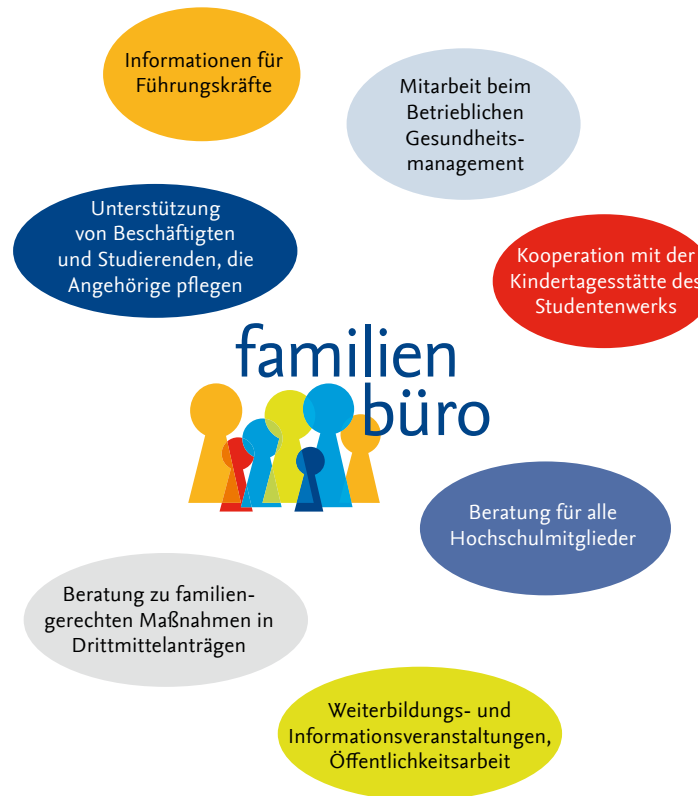 Informationen für
Führungskräfte
Mitarbeit beim
Betrieblichen
Gesundheits-
management
Unterstützung
von Beschäftigten
und Studierenden, die
Angehörige pflegen
Kooperation mit der
Kindertagesstätte des
Studentenwerks
familien
büro
Beratung für alle
Hochschulmitglieder
Beratung zu familien-
gerechten Maßnahmen in
Drittmittelanträgen
Weiterbildungs- und
Informationsveranstaltungen,
Öffentlichkeitsarbeit